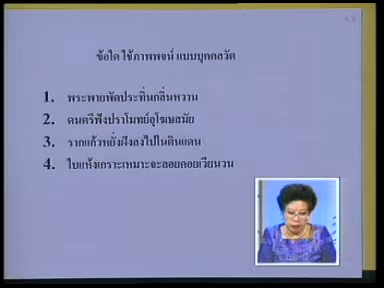 ข้อใด ใช้ภาพพจน์ แบบบุคคลวัต
1. พระพายพัดประทิ่นกลิ่นหวาน
2. ดนตรีฟังปราโมทย์อุโฆษสมัย
3. รากแก้วหยั่งฝังลงไปในดินแดน
4. ใบแห้งเกราะเหมาะจะลอยคอยเวียนวน